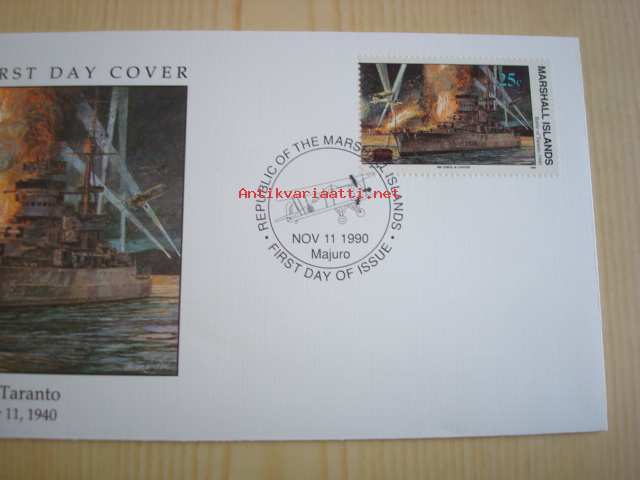 RST DAY COVER
25c
MARSHALL ISLANDS
REPUBLIC OF THE MARSHALL ISLANDS
Antikvariaatti.net
NOV 11 1990
Majuro
• FIRST DAY OF ISSUE •
Taranto
11, 1940